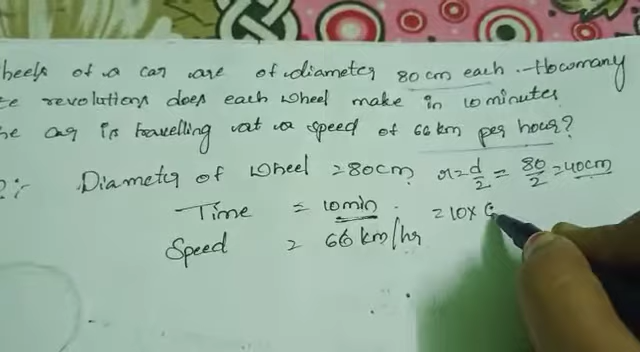 heels of a car are of diameter 80 cm each. How many
te revolutions does each wheel make in 10 minutes
he car is travelling at a speed of 66 km per hour?
Diameter of wheel = 80cm r = d/2 = 80/2 = 40cm
Time = 10min. = 10×
Speed = 66 km/hr